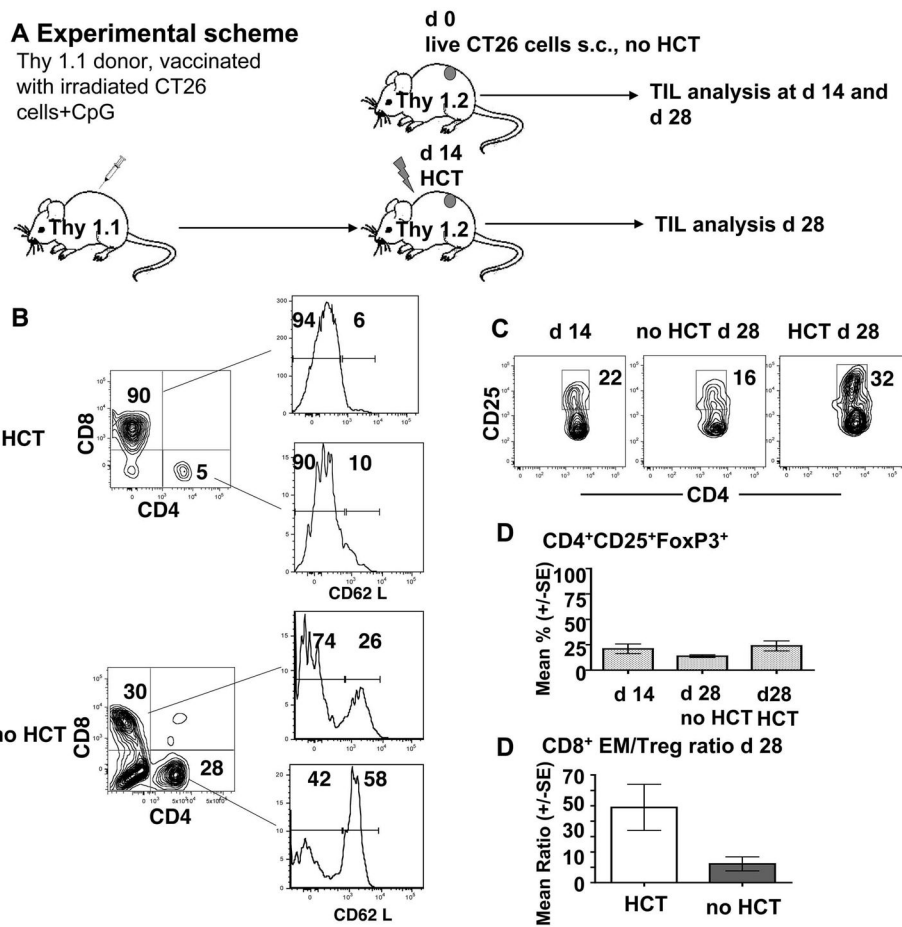 A Experimental scheme
Thy 1.1 donor, vaccinated
with irradiated CT26
cells+CpG
d 0
live CT26 cells s.c., no HCT
Thy 1.2
TIL analysis at d 14 and
d 28
d 14
HCT
Thy 1.1
Thy 1.2
TIL analysis d 28
B
HCT
90
5
CD8
CD4
94 6
90 10
CD62 L
no HCT
30
28
CD8
CD4
74 26
42 58
CD62 L
C
d 14 no HCT d 28 HCT d 28
22 16 32
CD25
CD4
D CD4⁺CD25⁺FoxP3⁺
Mean % (+/-SE)
100
75
50
25
0
d 14 d 28 d28
no HCT HCT
D CD8⁺ EM/Treg ratio d 28
Mean Ratio (+/-SE)
70
50
30
10
0
HCT no HCT